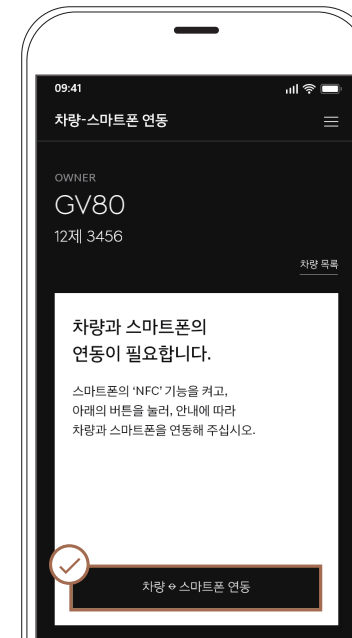 09:41
차량-스마트폰 연동
OWNER
GV80
12제 3456
차량 목록
차량과 스마트폰의
연동이 필요합니다.
스마트폰의 ‘NFC’ 기능을 켜고,
아래의 버튼을 눌러, 안내에 따라
차량과 스마트폰을 연동해 주십시오.
차량 ⇔ 스마트폰 연동